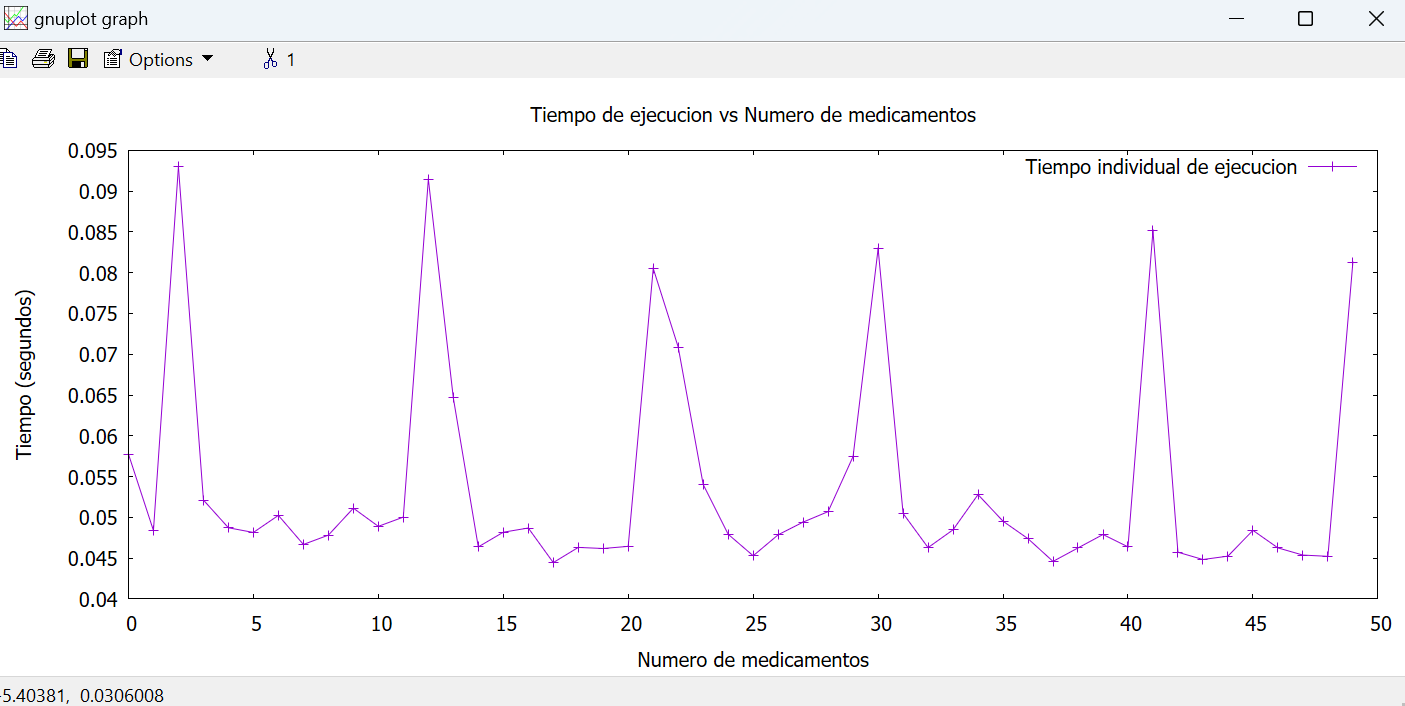 gnuplot graph
Options 1
Tiempo de ejecucion vs Numero de medicamentos
Tiempo individual de ejecucion
0.095
0.09
0.085
0.08
0.075
0.07
0.065
0.06
0.055
0.05
0.045
0.04
Tiempo (segundos)
0 5 10 15 20 25 30 35 40 45 50
Numero de medicamentos
-5.40381, 0.0306008